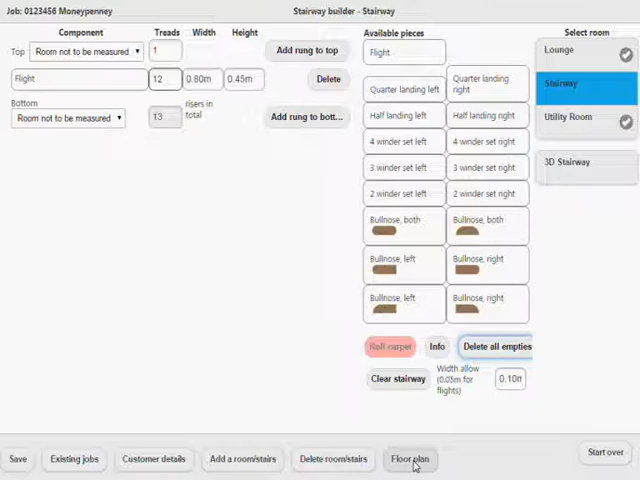 Job: 0123456 Moneypenney
Stairway builder - Stairway
Component Treads Width Height
Top Room not to be measured 1 Add rung to top
Flight 12 0.80m 0.45m Delete
Bottom
Room not to be measured 13 risers in total Add rung to bott...
Available pieces
Flight
Quarter landing left Quarter landing right
Half landing left Half landing right
4 winder set left 4 winder set right
3 winder set left 3 winder set right
2 winder set left 2 winder set right
Bullnose, both Bullnose, both
Bullnose, left Bullnose, right
Bullnose, left Bullnose, right
Roll carpet Info Delete all empties
Clear stairway Width allow (0.05m for flights) 0.10m
Select room
Lounge
Stairway
Utility Room
3D Stairway
Save Existing jobs Customer details Add a room/stairs Delete room/stairs Floor plan Start over